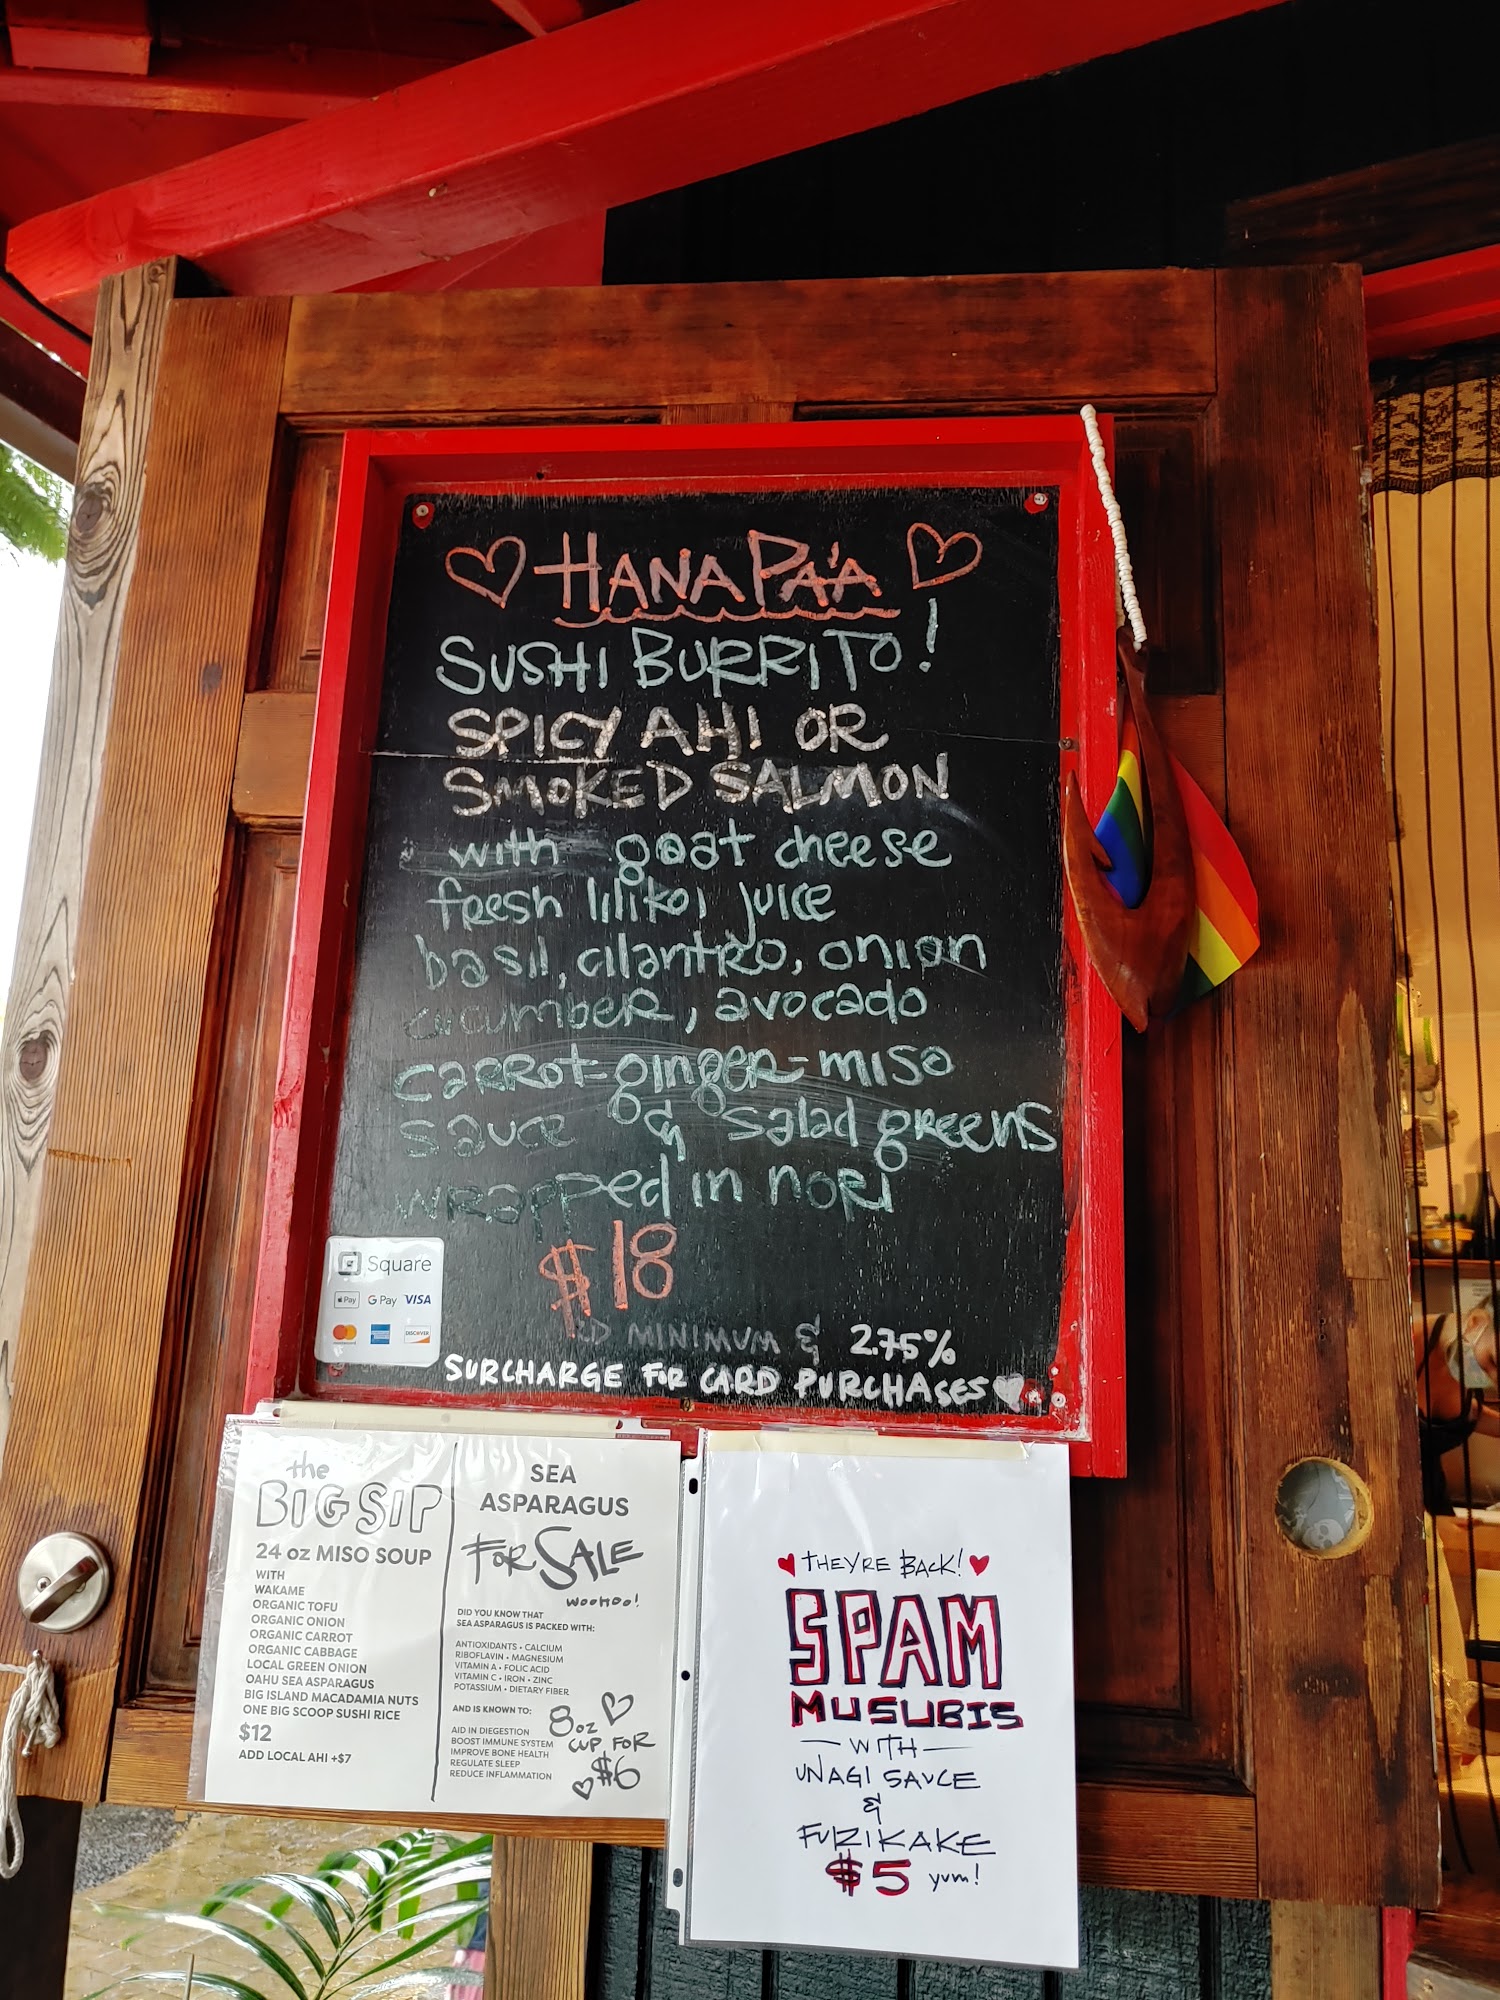 HANA PA'A
SUSHI BURRITO!
SPICY AHI OR
SMOKED SALMON
with goat cheese
fresh lilikoi juice
basil, cilantro, onion
cucumber, avocado
carrot-ginger-miso
sauce & salad greens
wrapped in nori
$18
MINIMUM & 2.75%
SURCHARGE FOR CARD PURCHASES
Square
Pay G Pay VISA
DISCOVER
the
BIG SIP
24 oz MISO SOUP
WITH
WAKAME
ORGANIC TOFU
ORGANIC ONION
ORGANIC CARROT
ORGANIC CABBAGE
LOCAL GREEN ONION
OAHU SEA ASPARAGUS
BIG ISLAND MACADAMIA NUTS
ONE BIG SCOOP SUSHI RICE
$12
ADD LOCAL AHI +$7
SEA
ASPARAGUS
FOR SALE
WOOHOO!
DID YOU KNOW THAT
SEA ASPARAGUS IS PACKED WITH:
ANTIOXIDANTS • CALCIUM
RIBOFLAVIN • MAGNESIUM
VITAMIN A • FOLIC ACID
VITAMIN C • IRON • ZINC
POTASSIUM • DIETARY FIBER
AND IS KNOWN TO:
AID IN DIEGESTION
BOOST IMMUNE SYSTEM
IMPROVE BONE HEALTH
REGULATE SLEEP
REDUCE INFLAMMATION
8oz
CUP FOR
$6
THEY'RE BACK!
SPAM
MUSUBIS
WITH
UNAGI SAUCE
&
FURIKAKE
$5 yum!